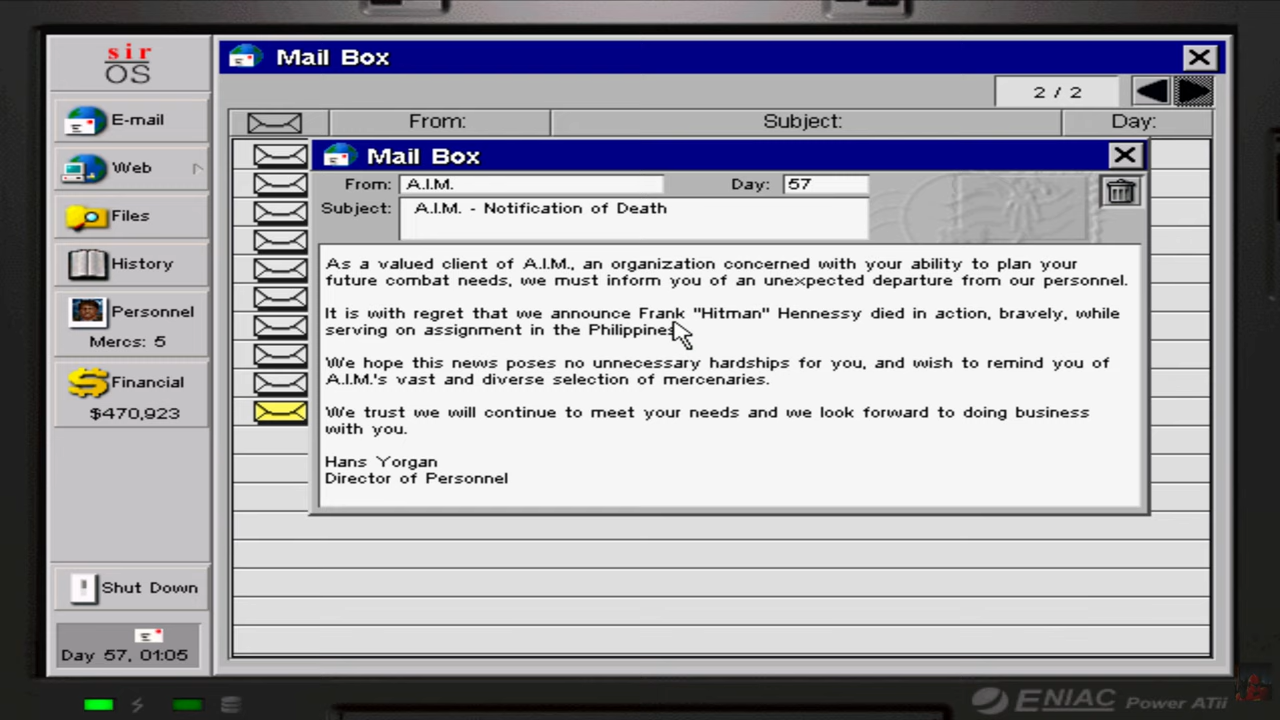 sir
OS
Mail Box
2 / 2
E-mail
From: Subject: Day:
Mail Box
Web
From: A.I.M. Day: 57
Subject: A.I.M. - Notification of Death
Files
History
As a valued client of A.I.M., an organization concerned with your ability to plan your
future combat needs, we must inform you of an unexpected departure from our personnel.
It is with regret that we announce Frank "Hitman" Hennessy died in action, bravely, while
serving on assignment in the Philippines
Personnel
Mercs: 5
We hope this news poses no unnecessary hardships for you, and wish to remind you of
A.I.M.'s vast and diverse selection of mercenaries.
Financial
$470,923
We trust we will continue to meet your needs and we look forward to doing business
with you.
Hans Yorgan
Director of Personnel
Shut Down
Day 57, 01:05
ENIAC Power ATii